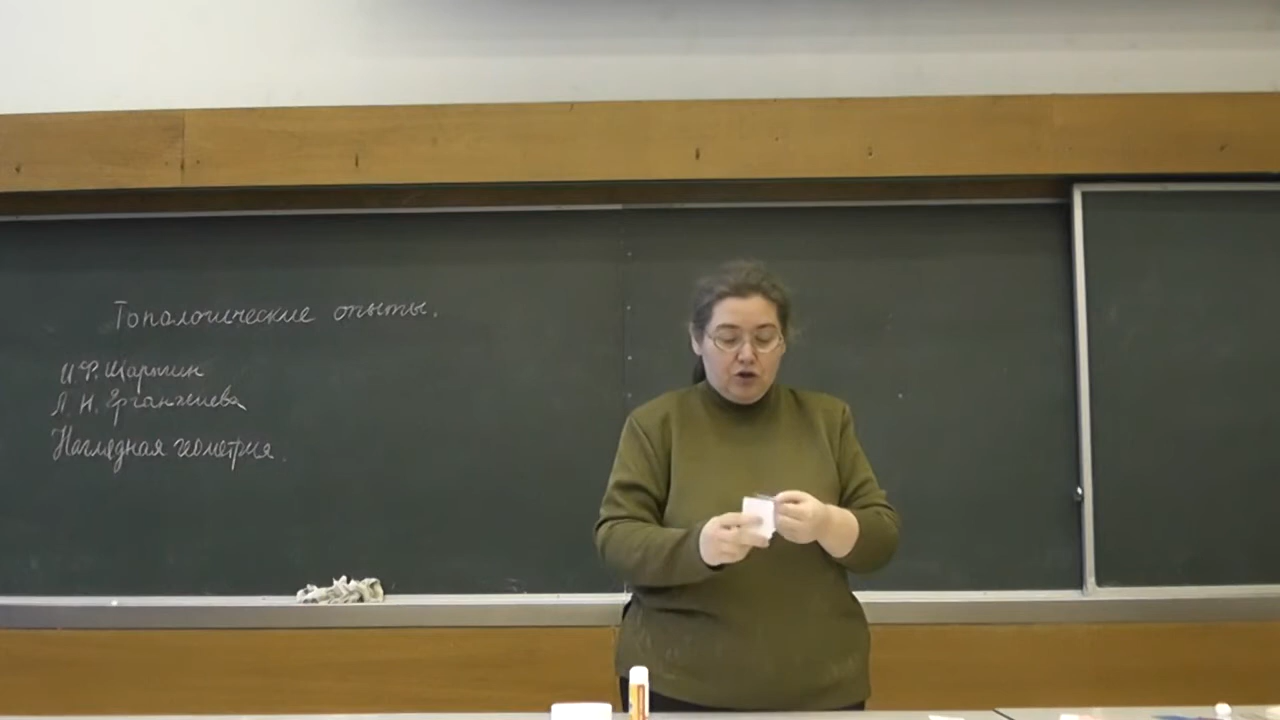 Топологические опыты.
И.Ф. Шарыгин
Л.Н. Ерганжиева
Наглядная геометрия.